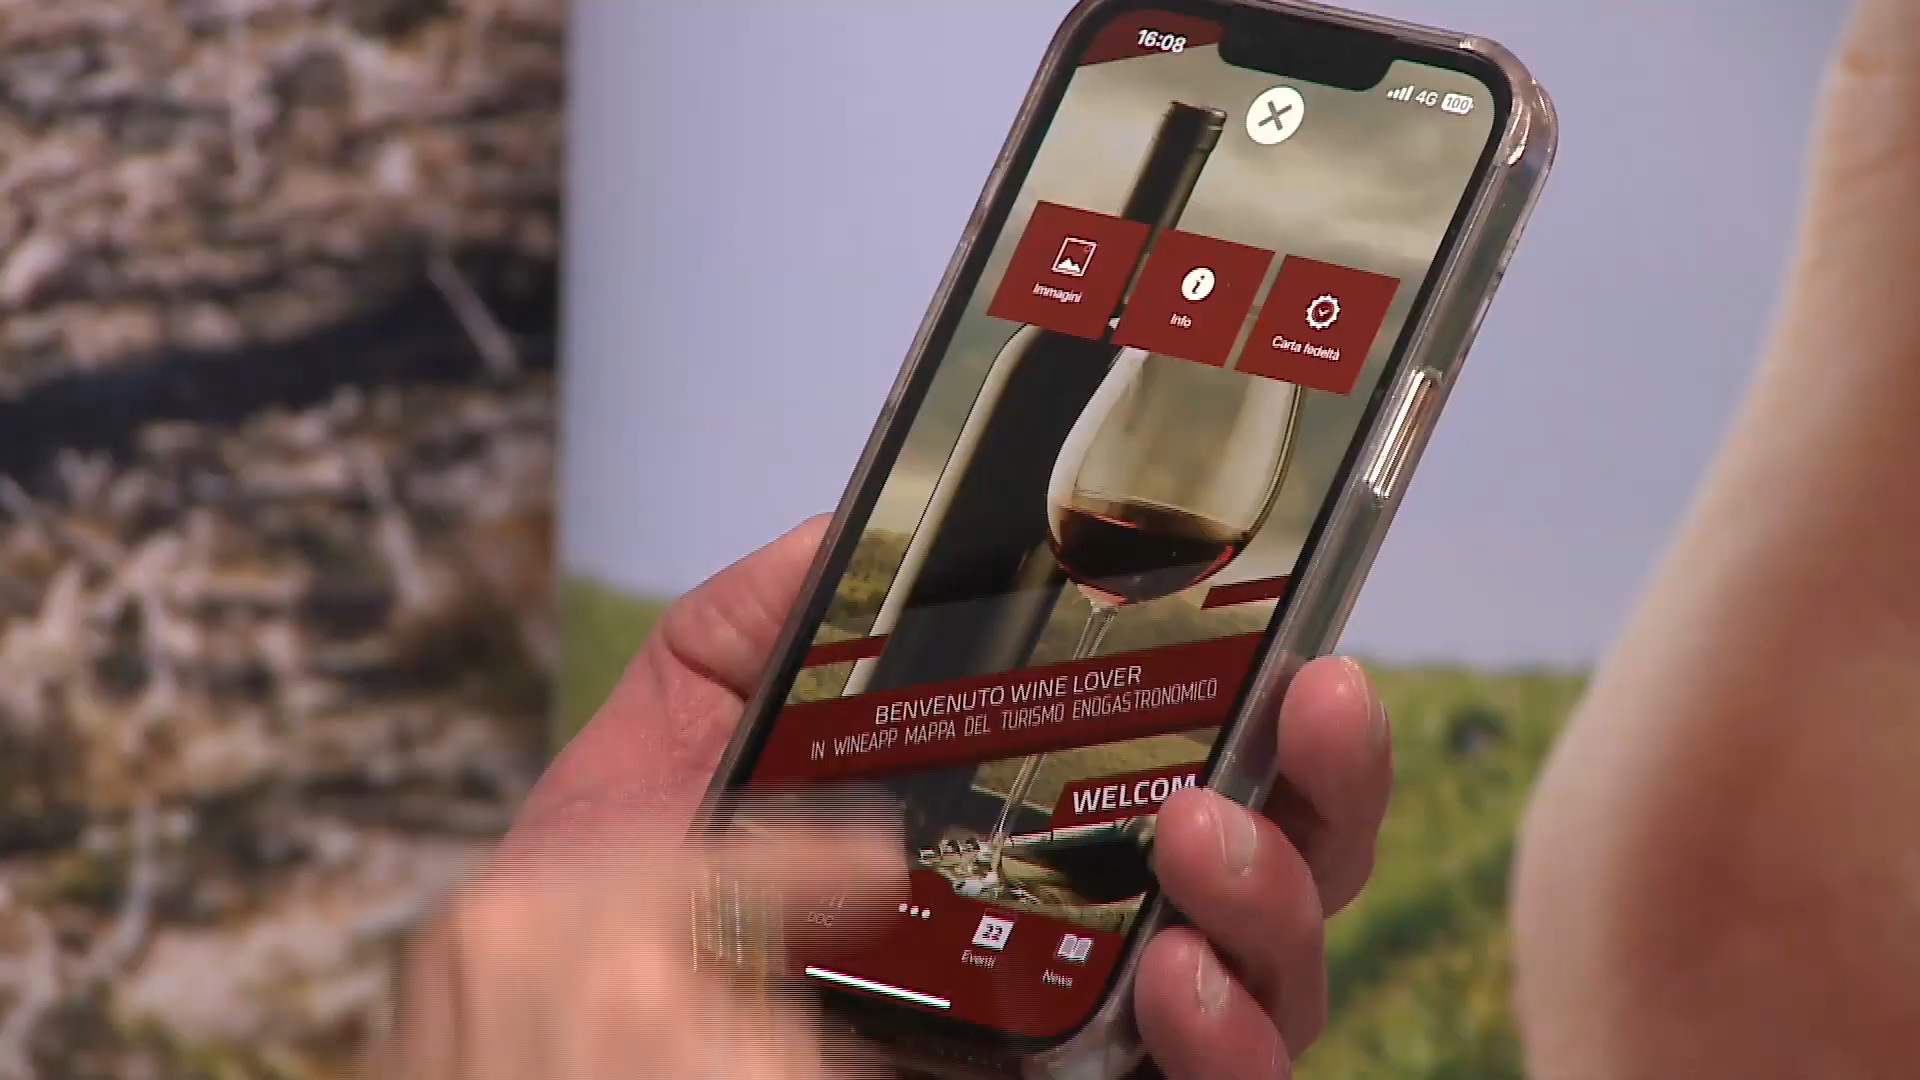 16:08
4G 100
Immagini
Info
Carta fedeltà
BENVENUTO WINE LOVER
IN WINEAPP MAPPA DEL TURISMO ENOGASTRONOMICO
WELCOM
DOC
22
Eventi
News